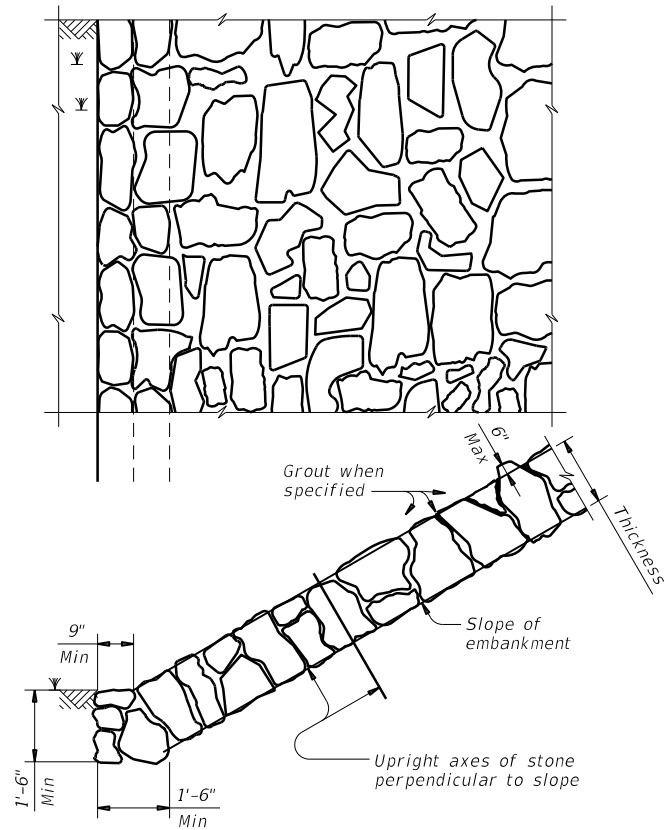 6"
Max
Grout when
specified
Thickness
Slope of
embankment
9"
Min
Upright axes of stone
perpendicular to slope
1'-6"
Min
1'-6"
Min